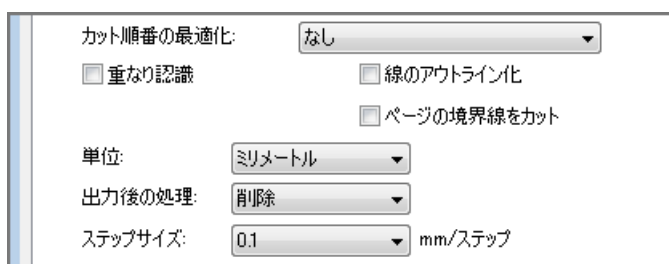 カット順番の最適化: なし
重なり認識 線のアウトライン化
ページの境界線をカット
単位: ミリメートル
出力後の処理: 削除
ステップサイズ: 0.1 mm/ステップ